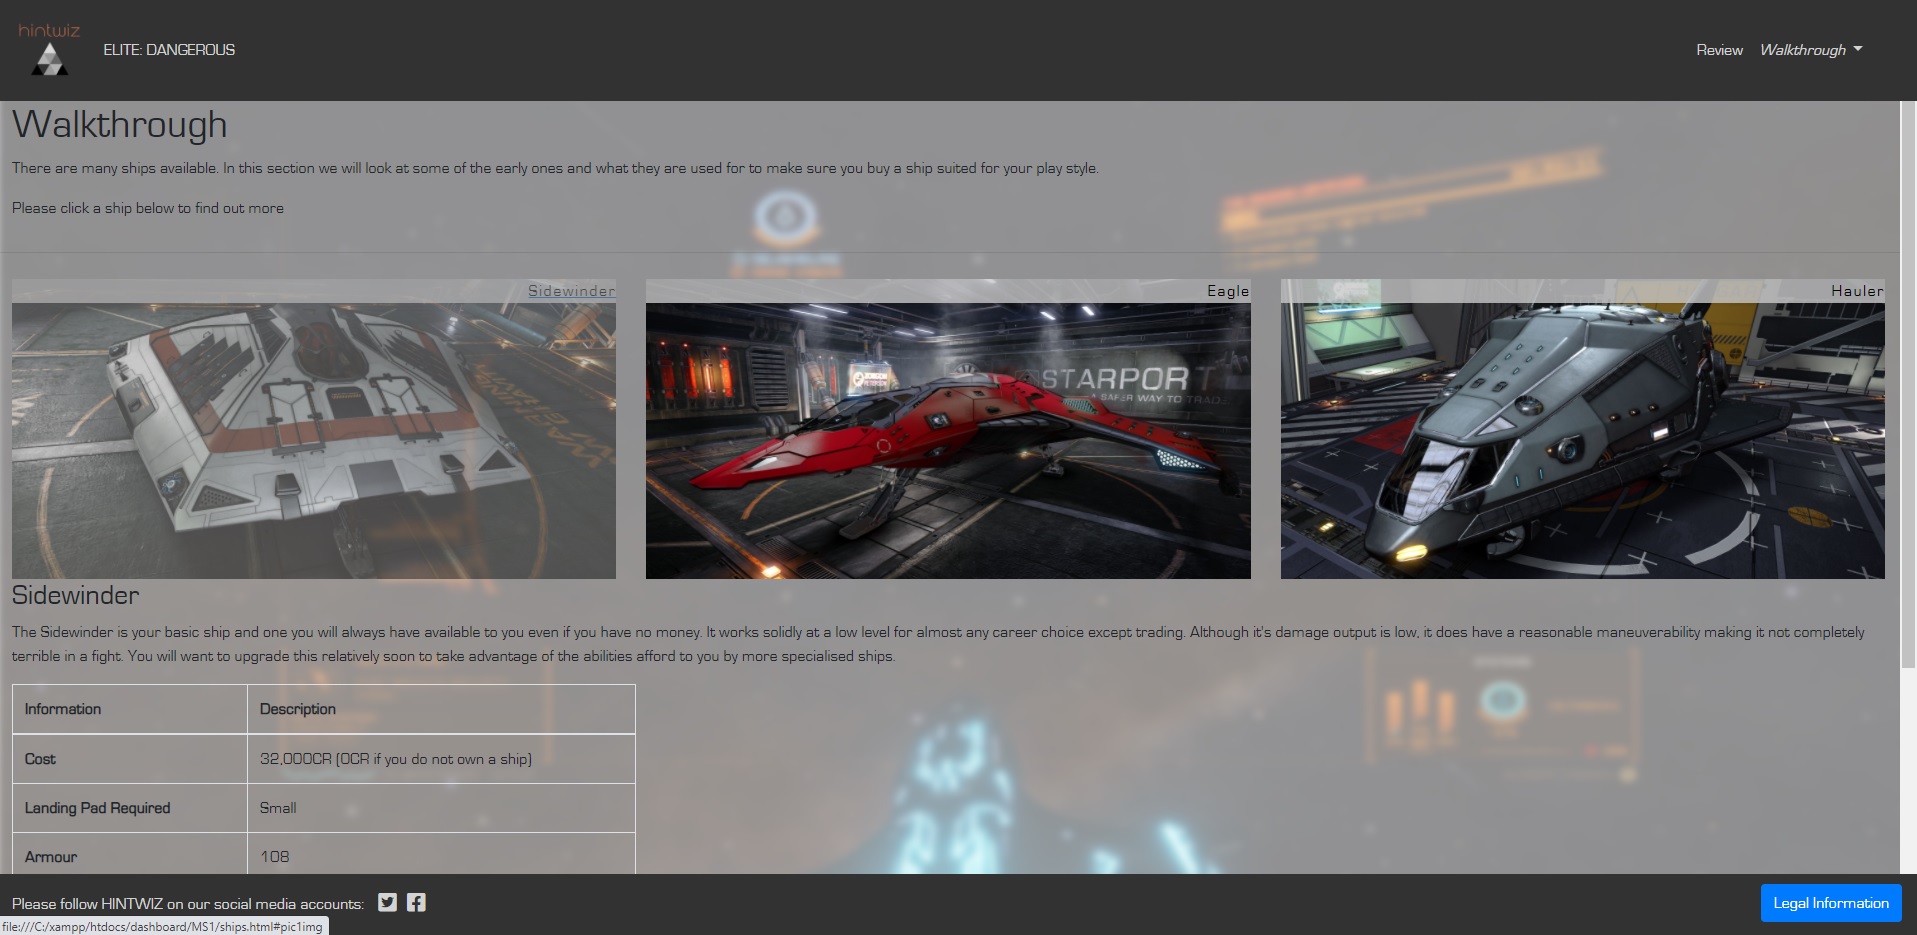 hintwiz
ELITE: DANGEROUS
Review
Walkthrough
Walkthrough
There are many ships available. In this section we will look at some of the early ones and what they are used for to make sure you buy a ship suited for your play style.
Please click a ship below to find out more
Sidewinder
Eagle
Hauler
STARPORT
A SAFER WAY TO TRADE
Sidewinder
The Sidewinder is your basic ship and one you will always have available to you even if you have no money. It works solidly at a low level for almost any career choice except trading. Although it's damage output is low, it does have a reasonable maneuverability making it not completely
terrible in a fight. You will want to upgrade this relatively soon to take advantage of the abilities afford to you by more specialised ships.
Information
Description
Cost
32,000CR (0CR if you do not own a ship)
Landing Pad Required
Small
Armour
108
Please follow HINTWIZ on our social media accounts:
Legal Information
file:///C:/xampp/htdocs/dashboard/MS1/ships.html#pic1img